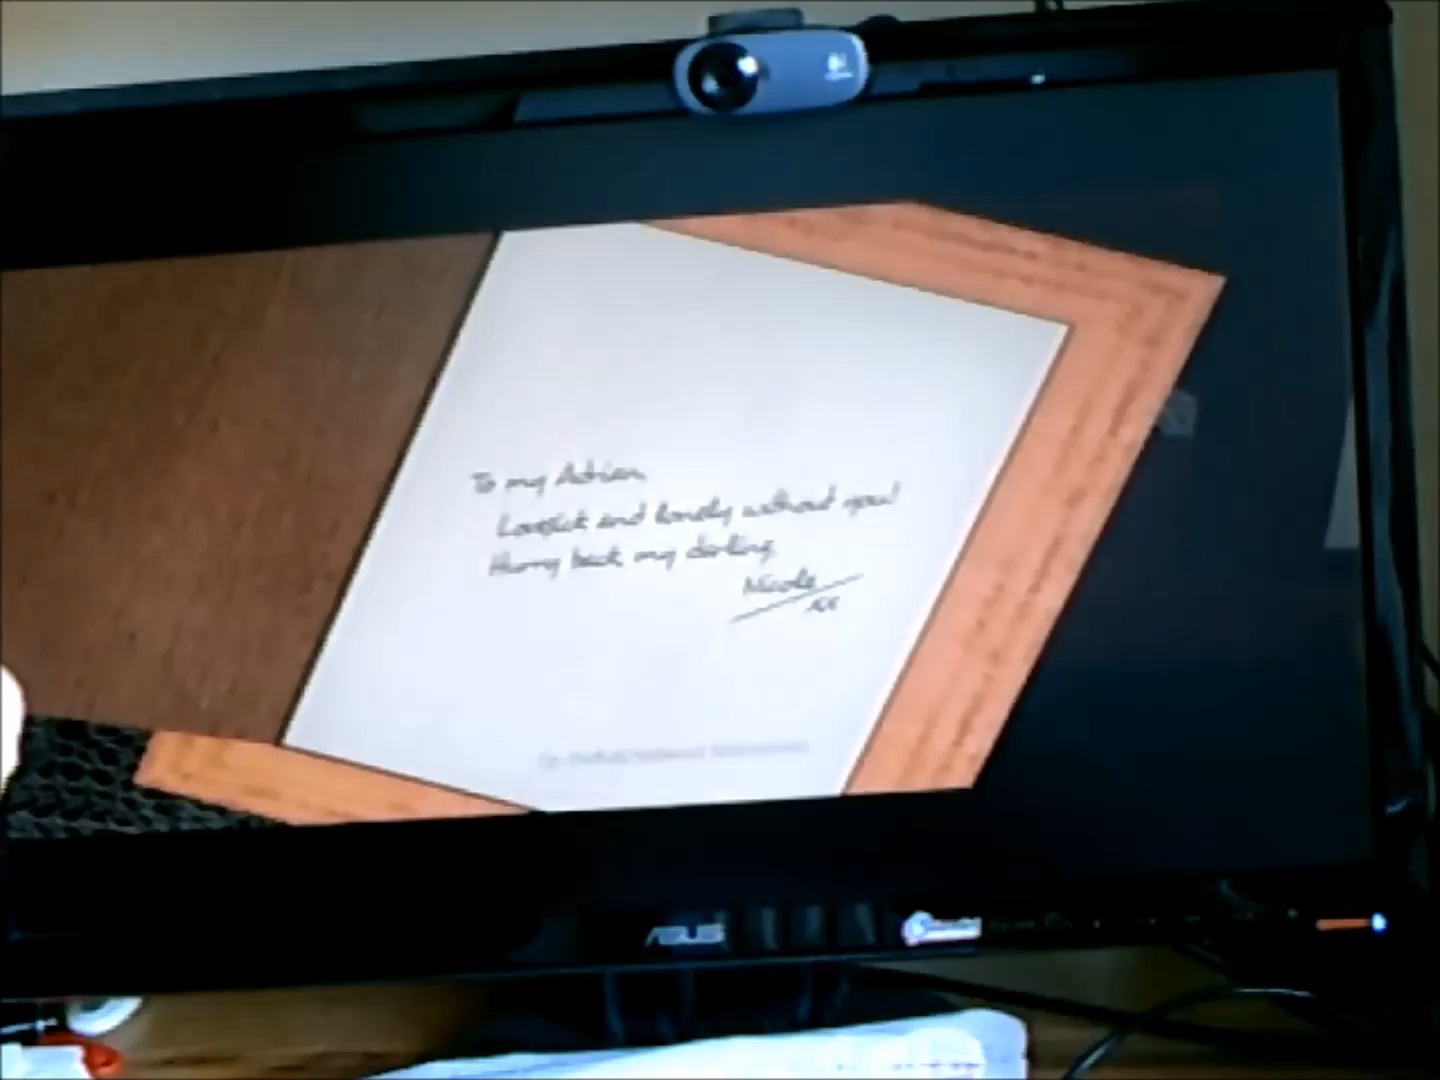 To my Adrian,
Lovesick and lonely without you!
Hurry back, my darling,
Nicole
xx
ASUS